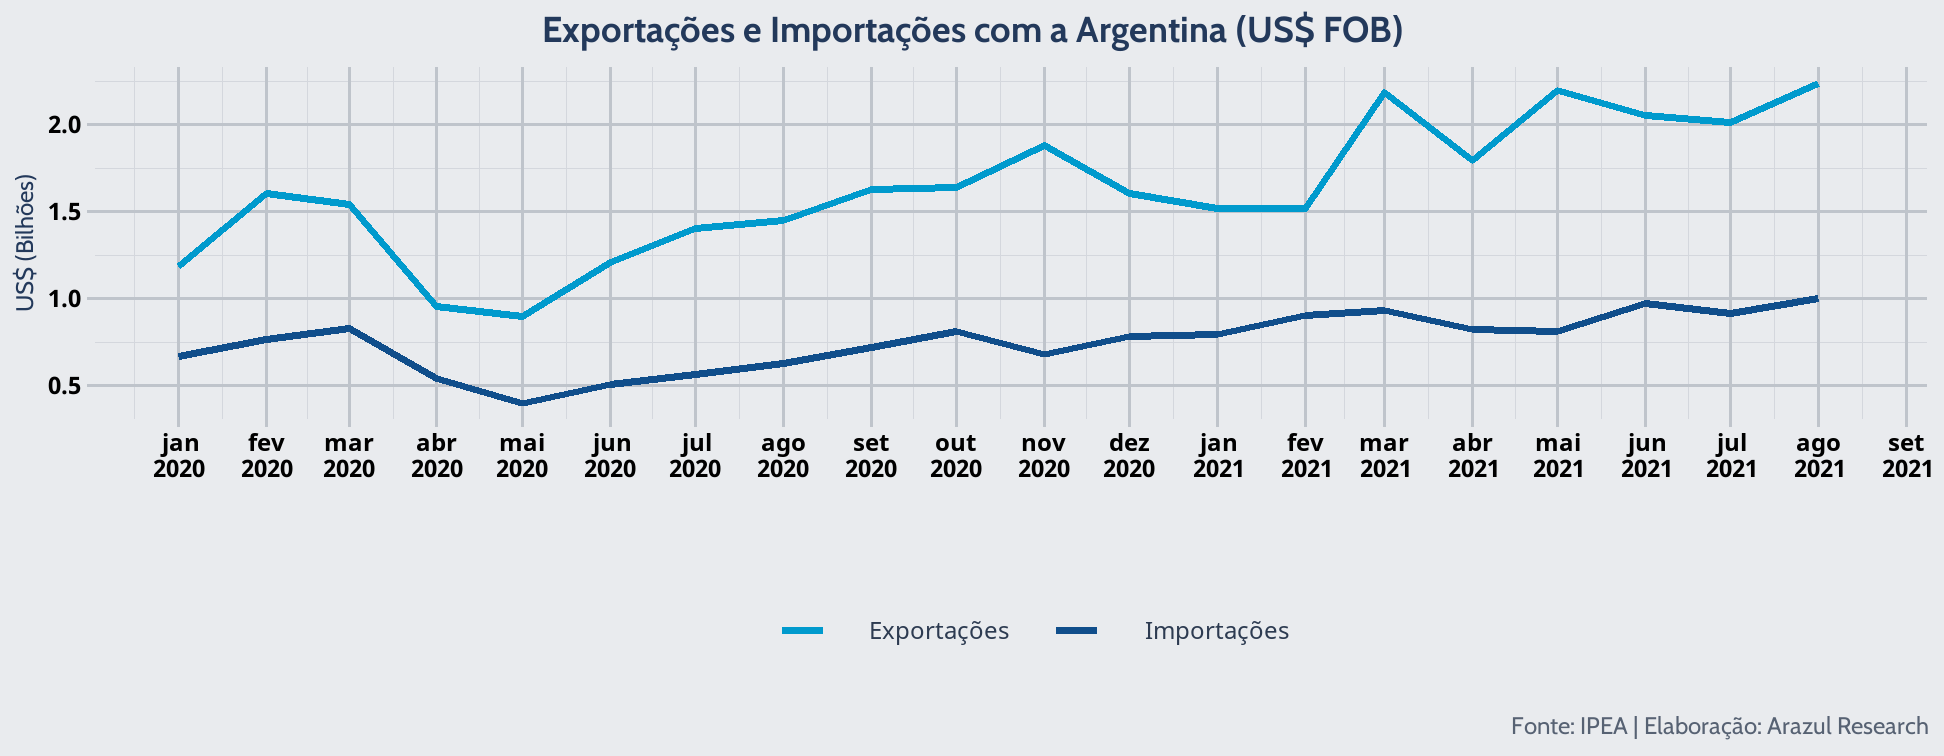 Exportações e Importações com a Argentina (US$ FOB)
US$ (Bilhões)
2.0
1.5
1.0
0.5
jan fev mar abr mai jun jul ago set out nov dez jan fev mar abr mai jun jul ago set
2020 2020 2020 2020 2020 2020 2020 2020 2020 2020 2020 2020 2021 2021 2021 2021 2021 2021 2021 2021 2021
Exportações Importações
Fonte: IPEA | Elaboração: Arazul Research